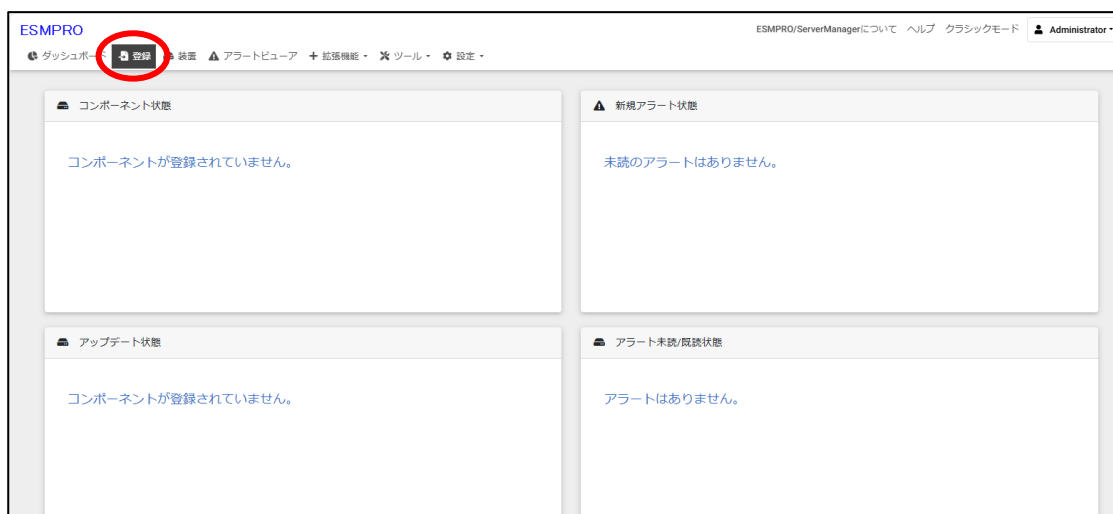 ESMPRO
ESMPRO/ServerManagerについて ヘルプ クラシックモード Administrator
ダッシュボード 登録 装置 アラートビューア 拡張機能 ツール 設定
コンポーネント状態
コンポーネントが登録されていません。
新規アラート状態
未読のアラートはありません。
アップデート状態
コンポーネントが登録されていません。
アラート未読/既読状態
アラートはありません。